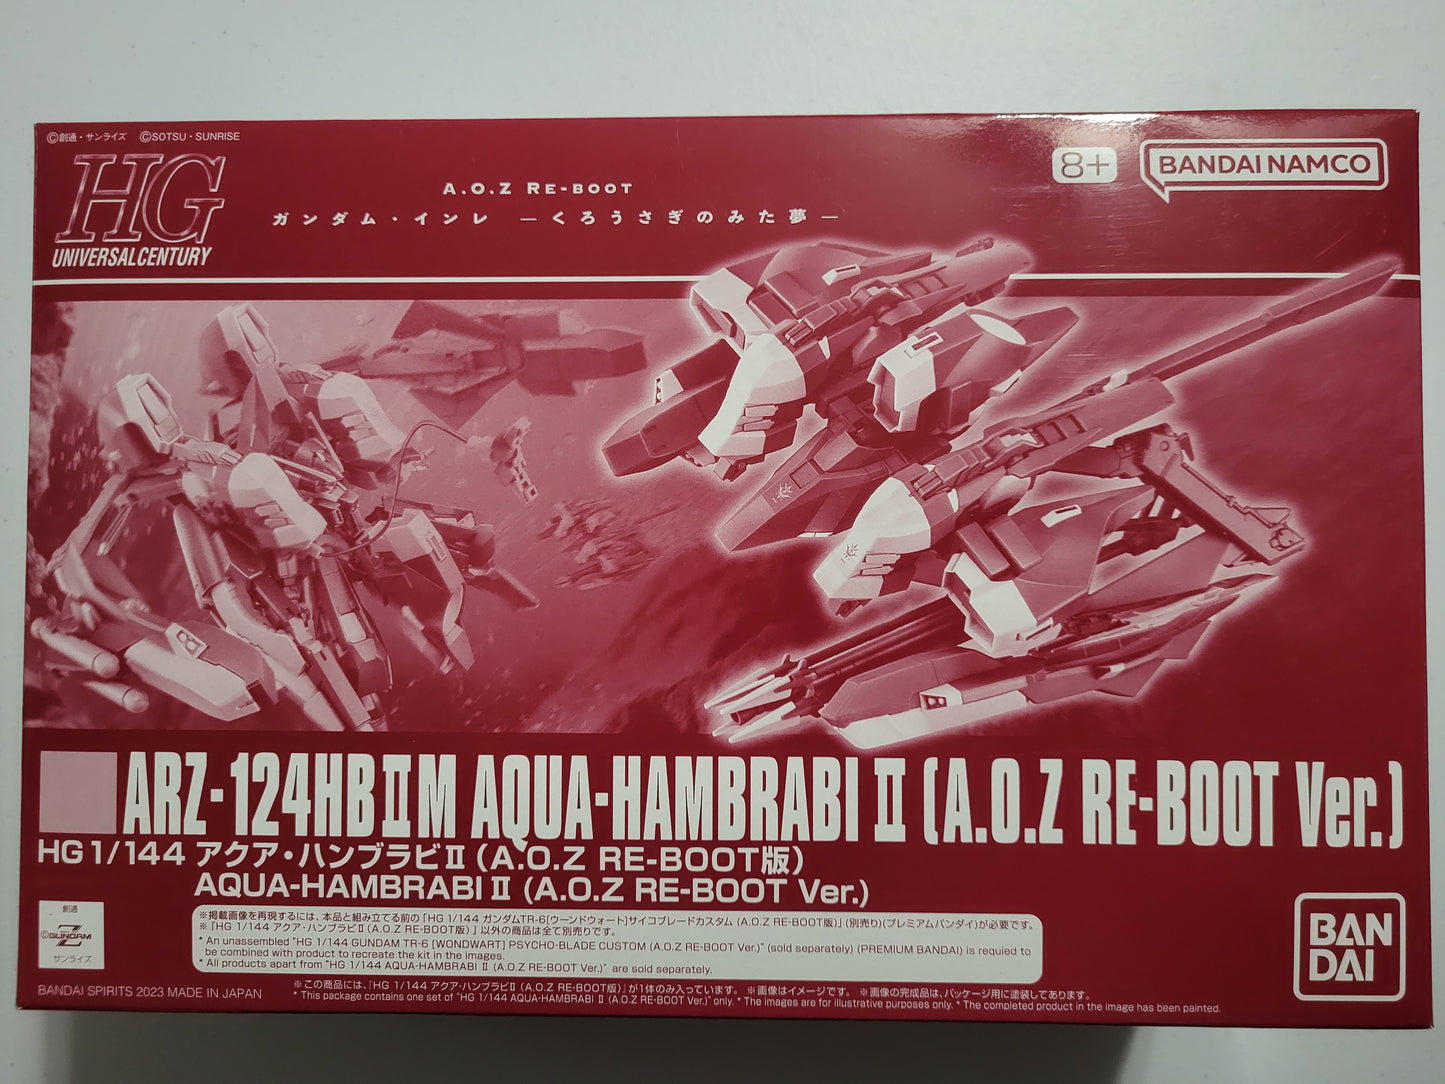 ©創通・サンライズ ©SOTSU・SUNRISE
HG
UNIVERSAL CENTURY
A.O.Z RE-BOOT
ガンダム・インレ ―くろうさぎのみた夢―
8+
BANDAI NAMCO
ARZ-124HBⅡM AQUA-HAMBRABI Ⅱ (A.O.Z RE-BOOT Ver.)
HG 1/144 アクア・ハンブラビⅡ (A.O.Z RE-BOOT版)
AQUA-HAMBRABI Ⅱ (A.O.Z RE-BOOT Ver.)
創通
©GUNDAM
Z
サンライズ
※掲載画像を再現するには、本品と組み立てる前の「HG 1/144 ガンダムTR-6[ウーンドウォート]サイコブレードカスタム (A.O.Z RE-BOOT版)」(別売り)(プレミアムバンダイ)が必要です。
※「HG 1/144 アクア・ハンブラビⅡ (A.O.Z RE-BOOT版)」以外の商品は全て別売りです。
* An unassembled "HG 1/144 GUNDAM TR-6 [WONDWART] PSYCHO-BLADE CUSTOM (A.O.Z RE-BOOT Ver.)" (sold separately) (PREMIUM BANDAI) is required to
be combined with product to recreate the kit in the images.
* All products apart from "HG 1/144 AQUA-HAMBRABI Ⅱ (A.O.Z RE-BOOT Ver.)" are sold separately.
BANDAI SPIRITS 2023 MADE IN JAPAN
※この商品には、「HG 1/144 アクア・ハンブラビⅡ (A.O.Z RE-BOOT版)」が1体のみ入っています。 ※画像はイメージです。 ※画像の完成品は、パッケージ用に塗装してあります。
* This package contains one set of "HG 1/144 AQUA-HAMBRABI Ⅱ (A.O.Z RE-BOOT Ver.)" only. * The images are for illustrative purposes only. * The completed product in the image has been painted.
BAN
DAI